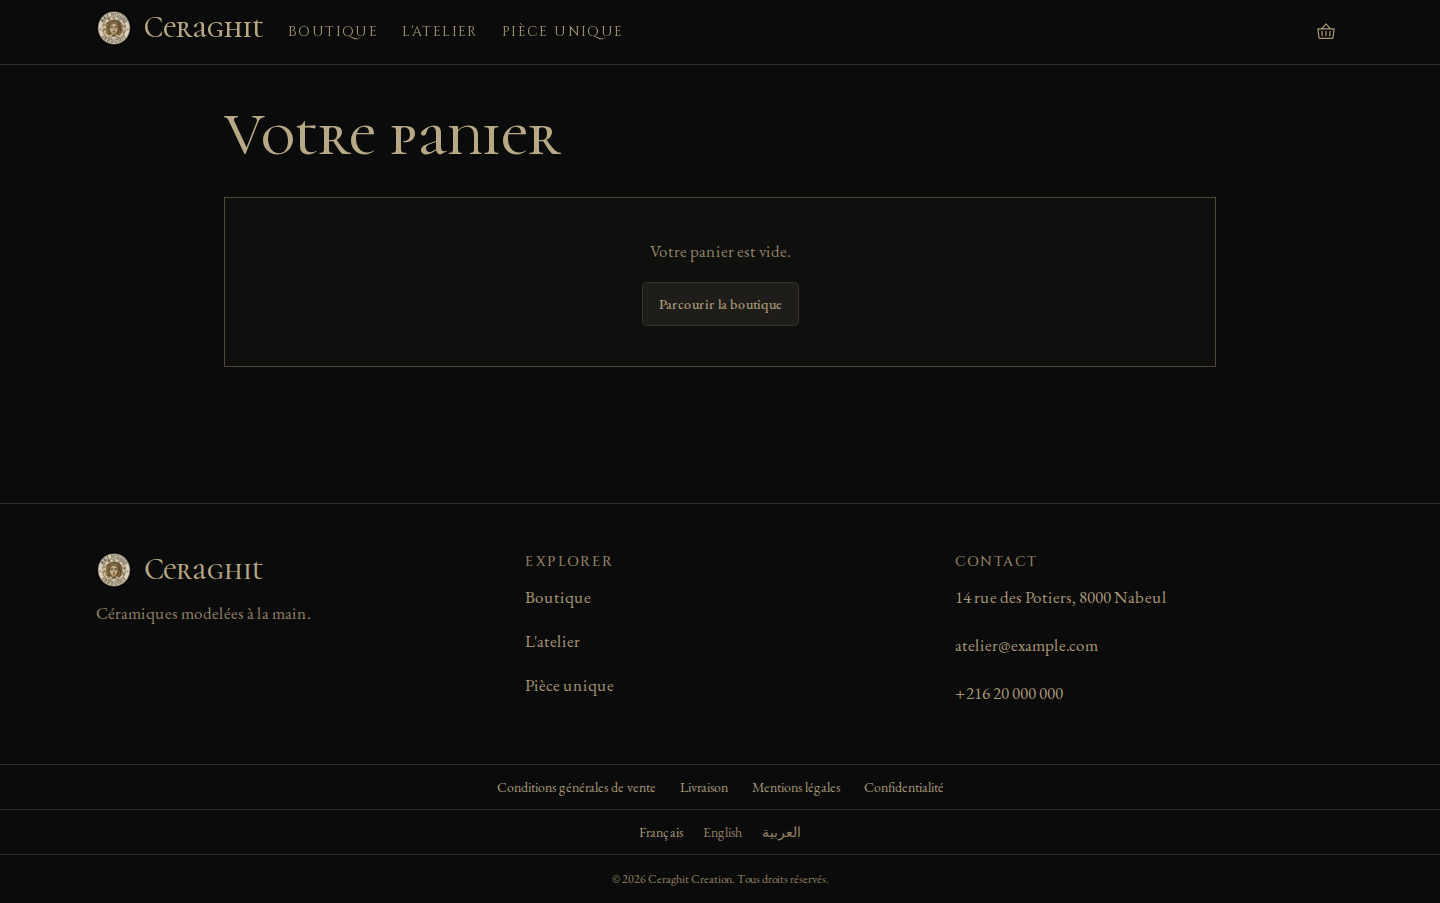 Ceraghit
BOUTIQUE
L'ATELIER
PIÈCE UNIQUE
Votre panier
Votre panier est vide.
Parcourir la boutique
Ceraghit
Céramiques modelées à la main.
EXPLORER
Boutique
L'atelier
Pièce unique
CONTACT
14 rue des Potiers, 8000 Nabeul
atelier@example.com
+216 20 000 000
Conditions générales de vente
Livraison
Mentions légales
Confidentialité
Français
English
العربية
© 2026 Ceraghit Creation. Tous droits réservés.